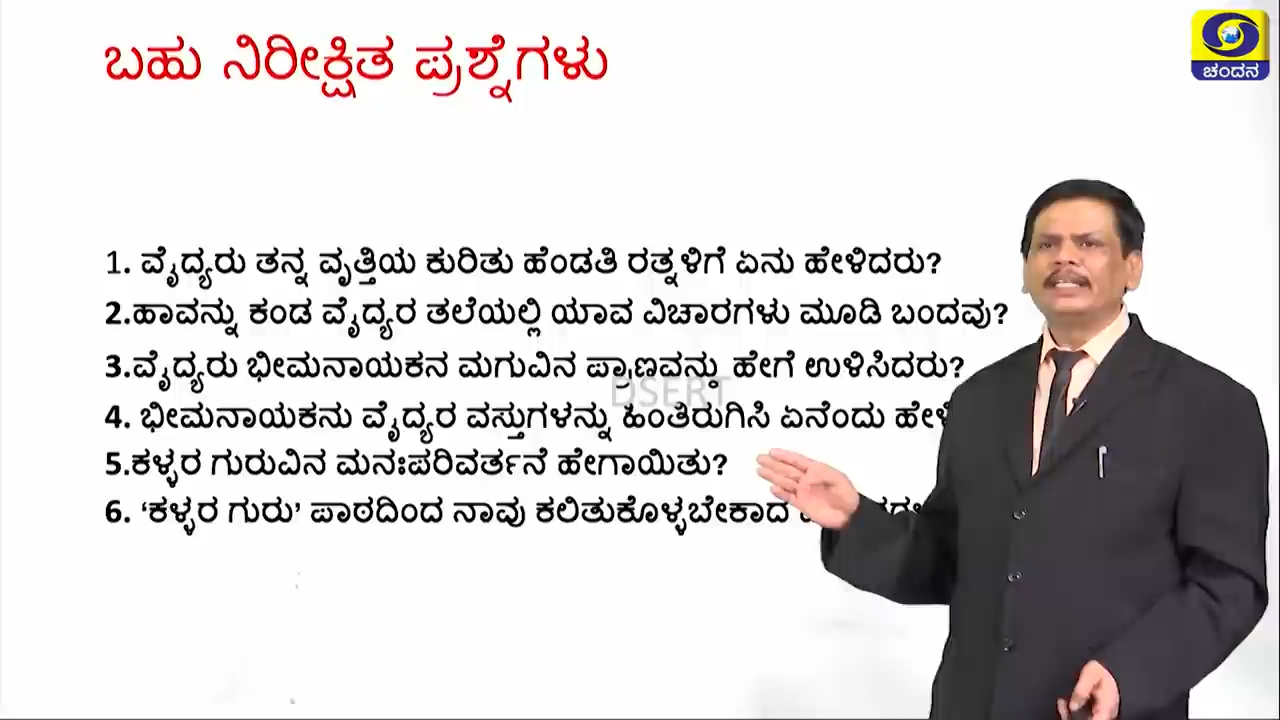 ಬಹು ನಿರೀಕ್ಷಿತ ಪ್ರಶ್ನೆಗಳು
ಚಂದನ
1. ವೈದ್ಯರು ತನ್ನ ವೃತ್ತಿಯ ಕುರಿತು ಹೆಂಡತಿ ರತ್ನಳಿಗೆ ಏನು ಹೇಳಿದರು?
2.ಹಾವನ್ನು ಕಂಡ ವೈದ್ಯರ ತಲೆಯಲ್ಲಿ ಯಾವ ವಿಚಾರಗಳು ಮೂಡಿ ಬಂದವು?
3.ವೈದ್ಯರು ಭೀಮನಾಯಕನ ಮಗುವಿನ ಪ್ರಾಣವನ್ನು ಹೇಗೆ ಉಳಿಸಿದರು?
DSERT
4. ಭೀಮನಾಯಕನು ವೈದ್ಯರ ವಸ್ತುಗಳನ್ನು ಹಿಂತಿರುಗಿಸಿ ಏನೆಂದು
5.ಕಳ್ಳರ ಗುರುವಿನ ಮನಃಪರಿವರ್ತನೆ ಹೇಗಾಯಿತು?
6. ‘ಕಳ್ಳರ ಗುರು’ ಪಾಠದಿಂದ ನಾವು ಕಲಿತುಕೊಳ್ಳಬೇಕಾದ